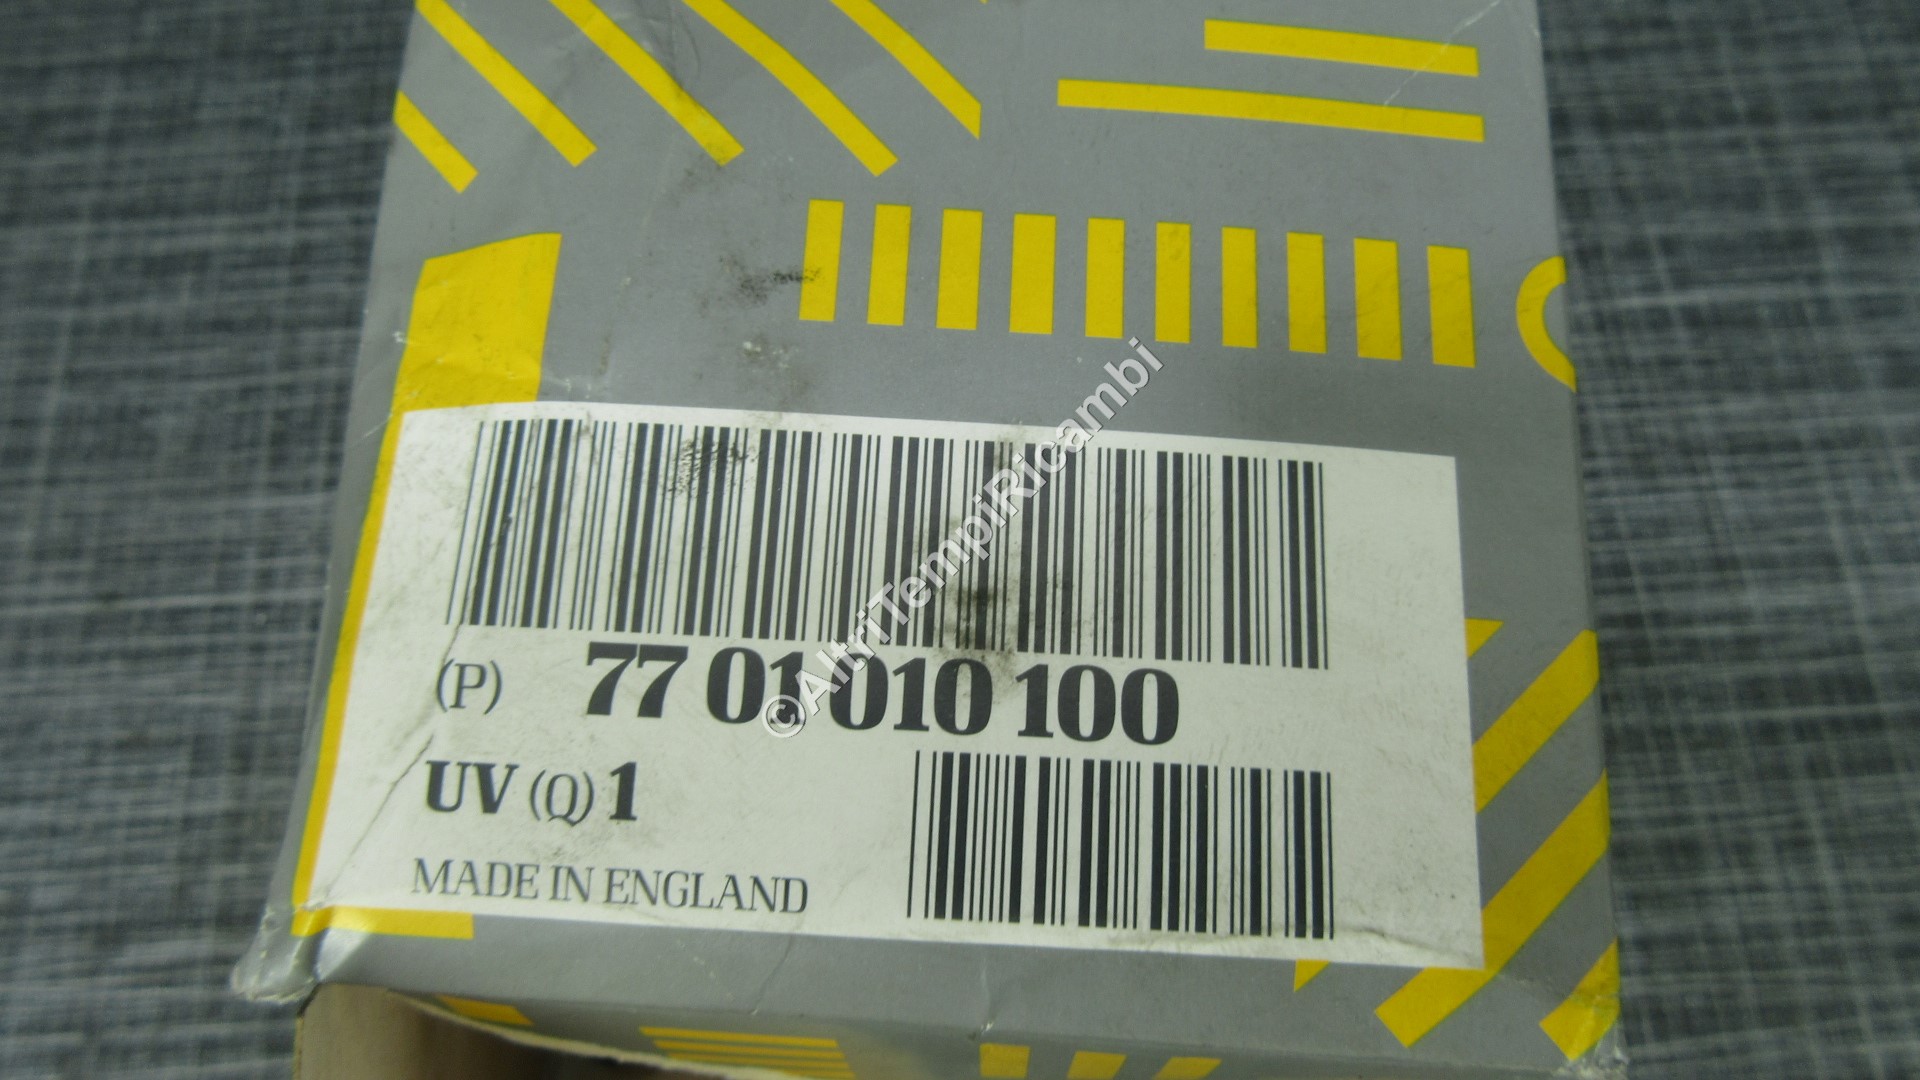 (P) 77 01 010 100
UV (Q) 1
MADE IN ENGLAND
©AltriTempiRicambi